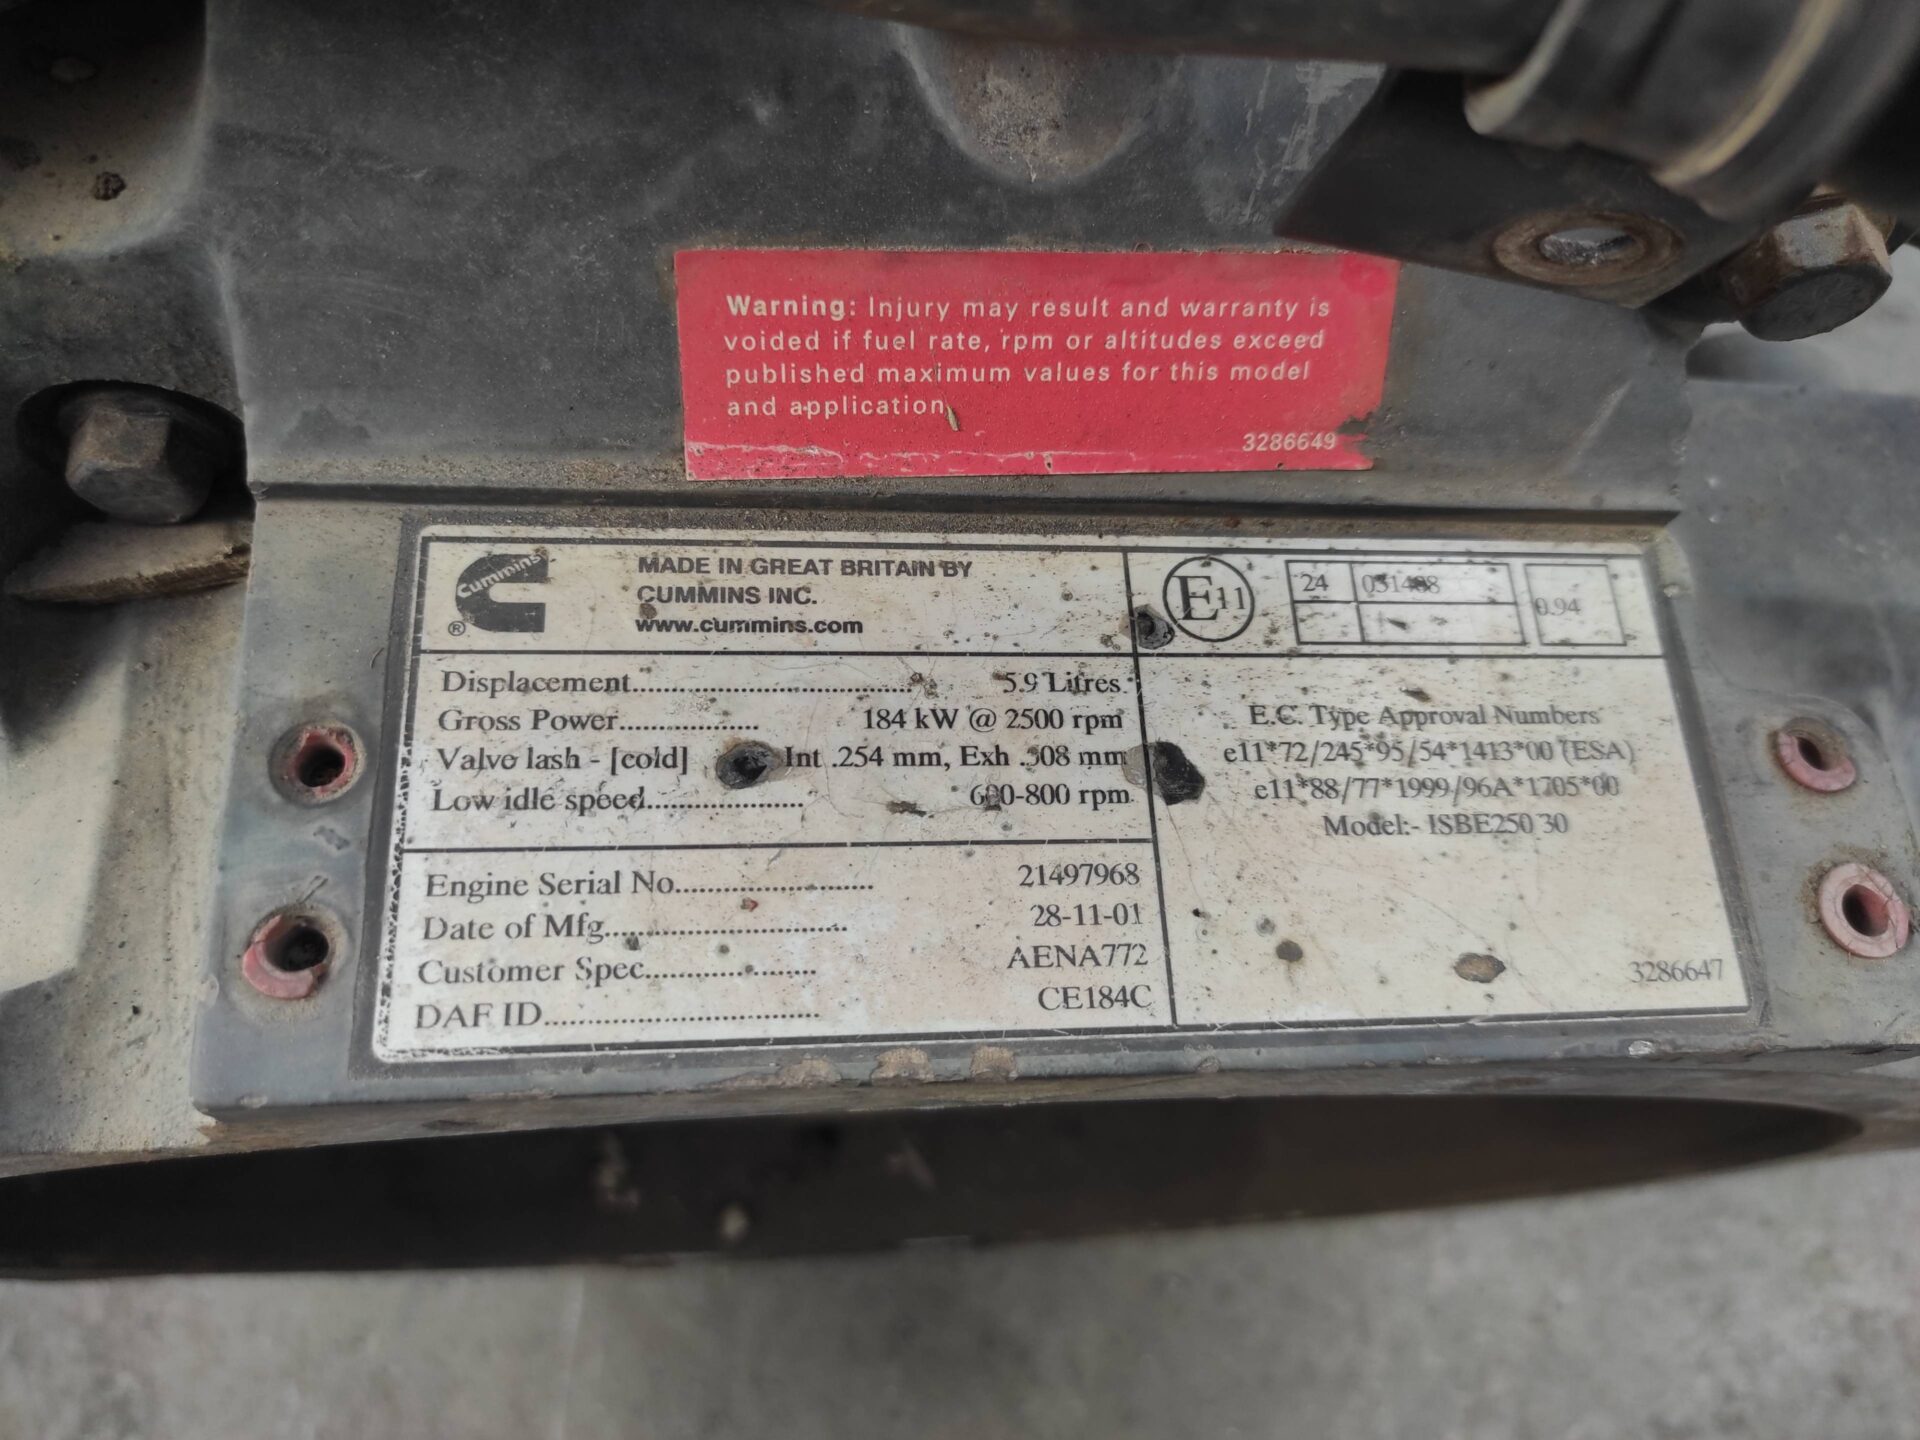 Warning: Injury may result and warranty is
voided if fuel rate, rpm or altitudes exceed
published maximum values for this model
and application.
3286649
Cummins
®
MADE IN GREAT BRITAIN BY
CUMMINS INC.
www.cummins.com
E11
24 031488
0.94
Displacement.................................... 5.9 Litres
Gross Power.................. 184 kW @ 2500 rpm
Valve lash - [cold] Int .254 mm, Exh .508 mm
Low idle speed.................... 600-800 rpm
Engine Serial No......................... 21497968
Date of Mfg............................... 28-11-01
Customer Spec...................... AENA772
DAF ID................................... CE184C
E.C. Type Approval Numbers
e11*72/245*95/54*1413*00 (ESA)
e11*88/77*1999/96A*1705*00
Model:- ISBE250 30
3286647